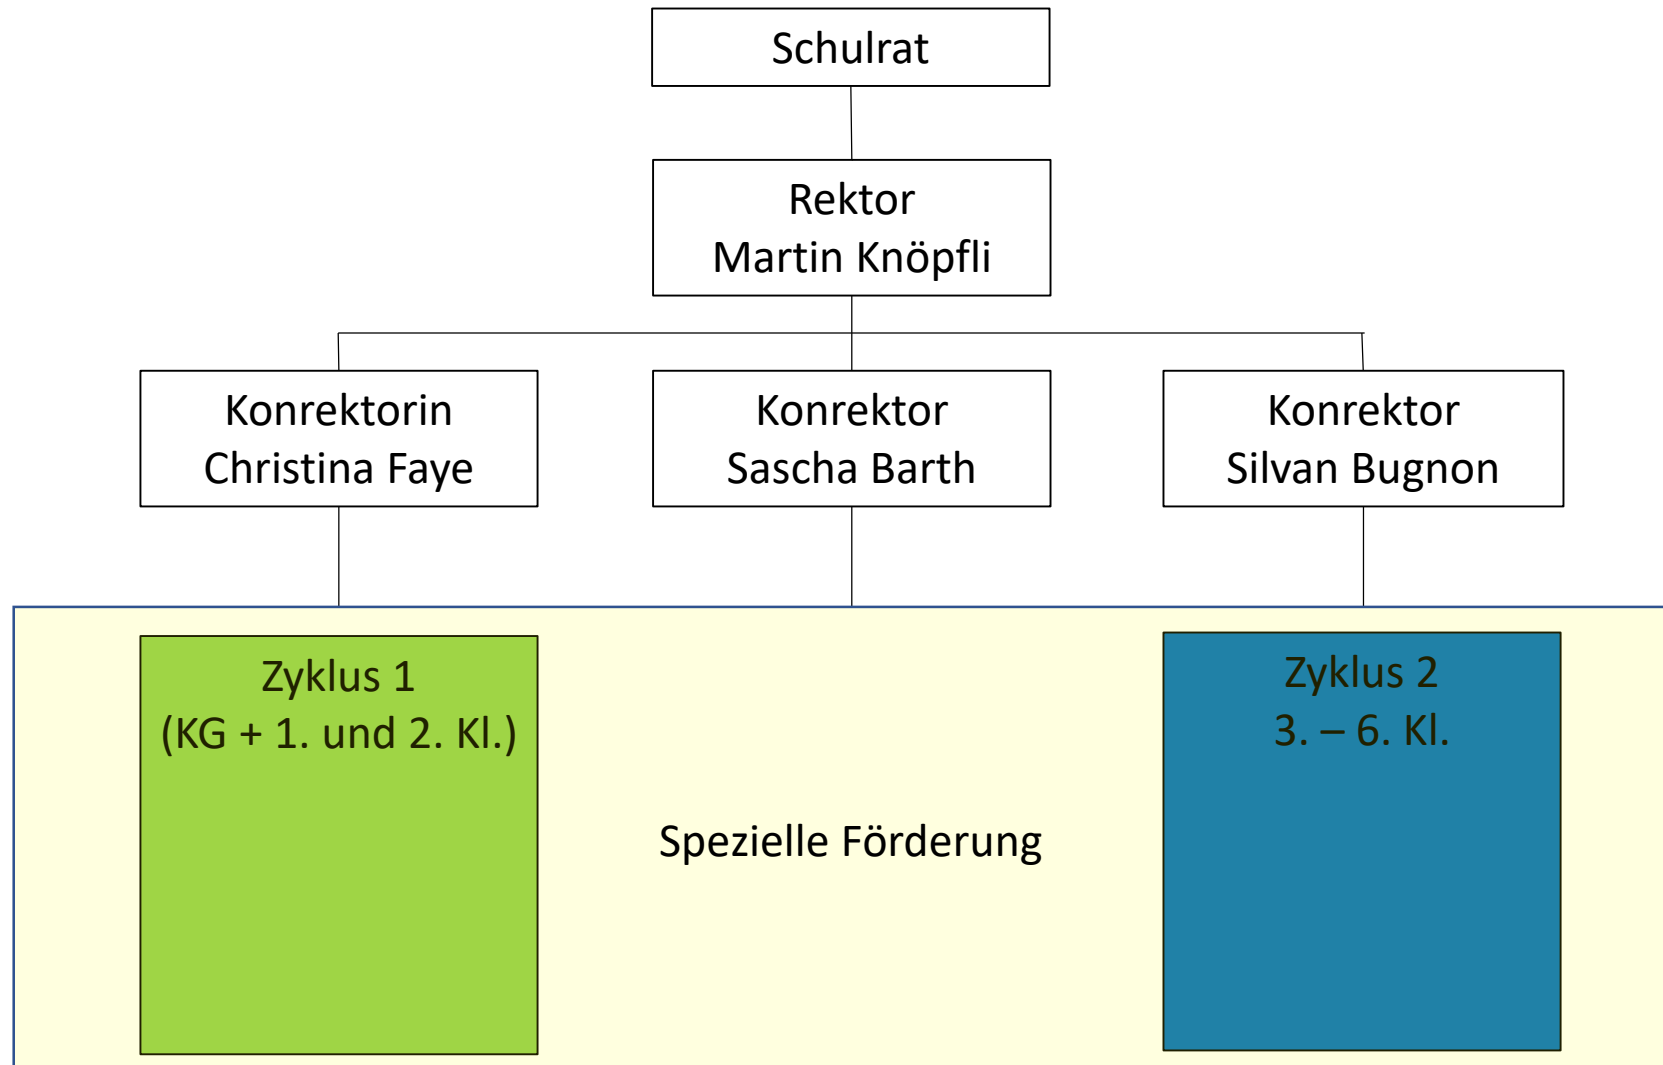 Schulrat
Rektor
Martin Knöpfli
Konrektorin
Christina Faye
Konrektor
Sascha Barth
Konrektor
Silvan Bugnon
Zyklus 1
(KG + 1. und 2. Kl.)
Spezielle Förderung
Zyklus 2
3. – 6. Kl.